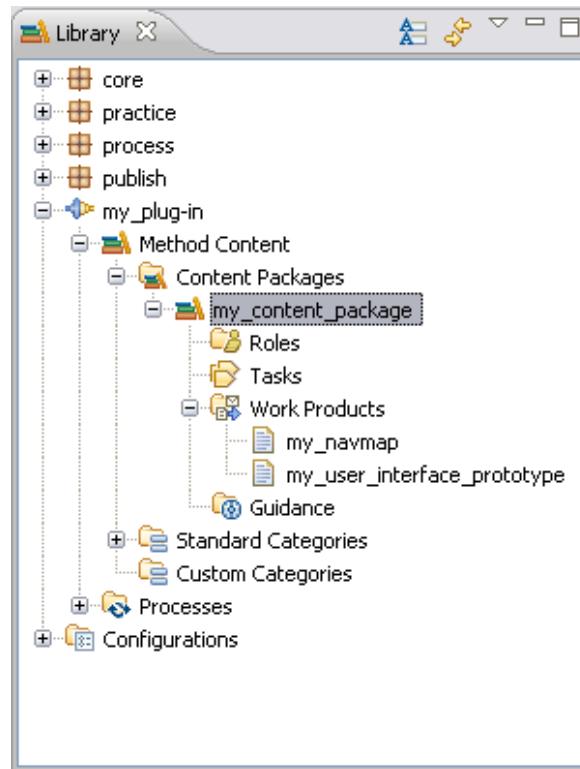 Library
core
practice
process
publish
my_plug-in
Method Content
Content Packages
my_content_package
Roles
Tasks
Work Products
my_navmap
my_user_interface_prototype
Guidance
Standard Categories
Custom Categories
Processes
Configurations